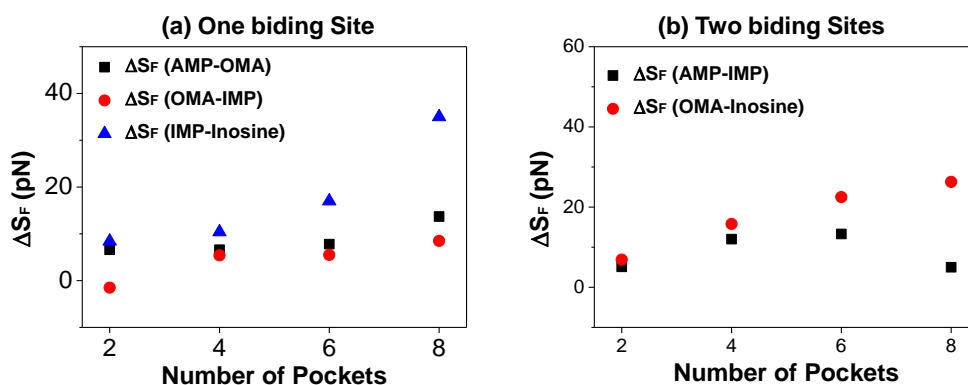 (a) One biding Site
ΔSF (AMP-OMA)
ΔSF (OMA-IMP)
ΔSF (IMP-Inosine)
ΔSF (pN)
40
20
0
2 4 6 8
Number of Pockets
(b) Two biding Sites
ΔSF (AMP-IMP)
ΔSF (OMA-Inosine)
ΔSF (pN)
60
40
20
0
2 4 6 8
Number of Pockets